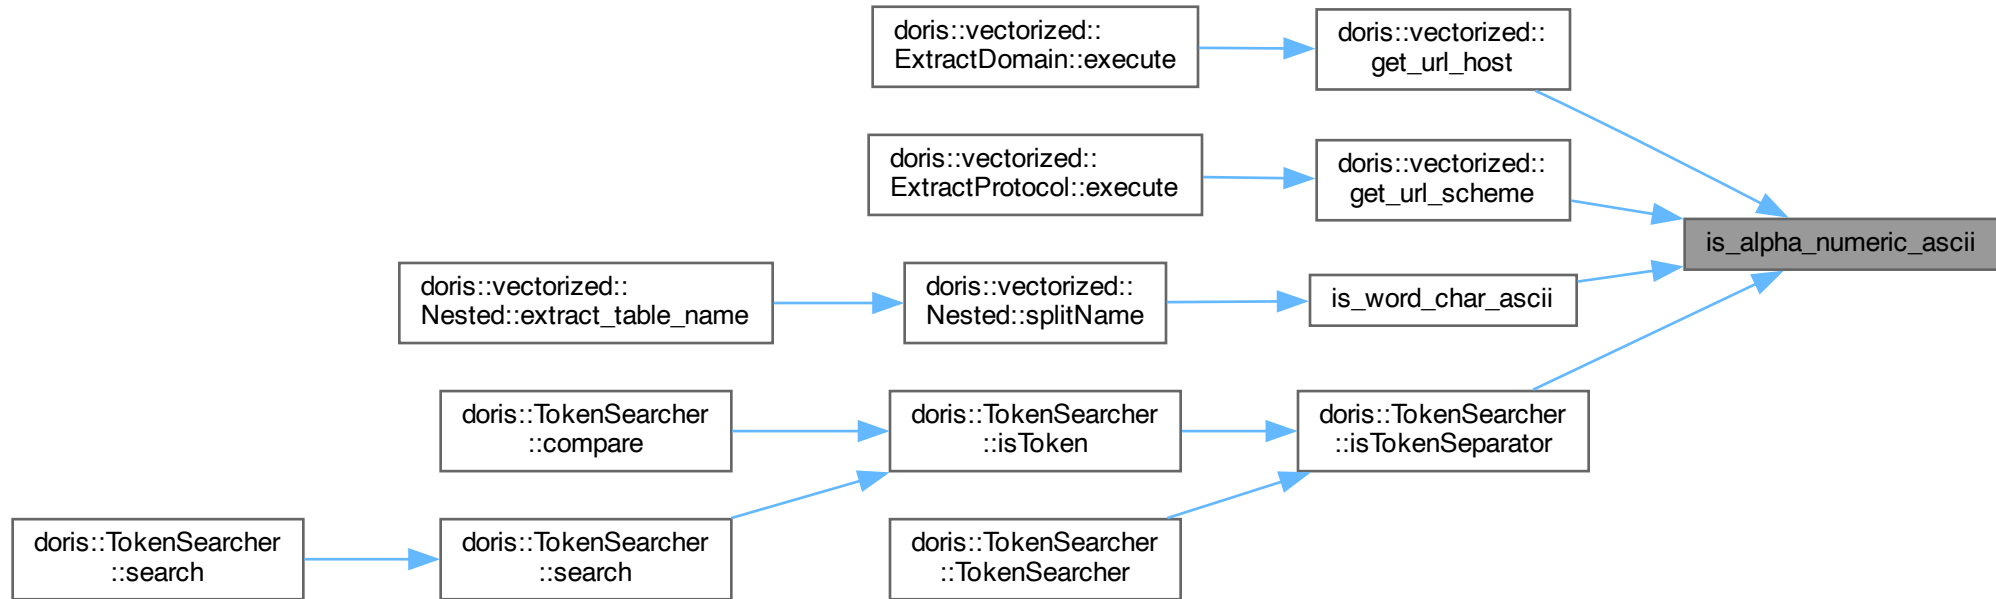 doris::vectorized::
ExtractDomain::execute
doris::vectorized::
get_url_host
doris::vectorized::
ExtractProtocol::execute
doris::vectorized::
get_url_scheme
is_alpha_numeric_ascii
doris::vectorized::
Nested::extract_table_name
doris::vectorized::
Nested::splitName
is_word_char_ascii
doris::TokenSearcher
::compare
doris::TokenSearcher
::isToken
doris::TokenSearcher
::isTokenSeparator
doris::TokenSearcher
::search
doris::TokenSearcher
::search
doris::TokenSearcher
::TokenSearcher